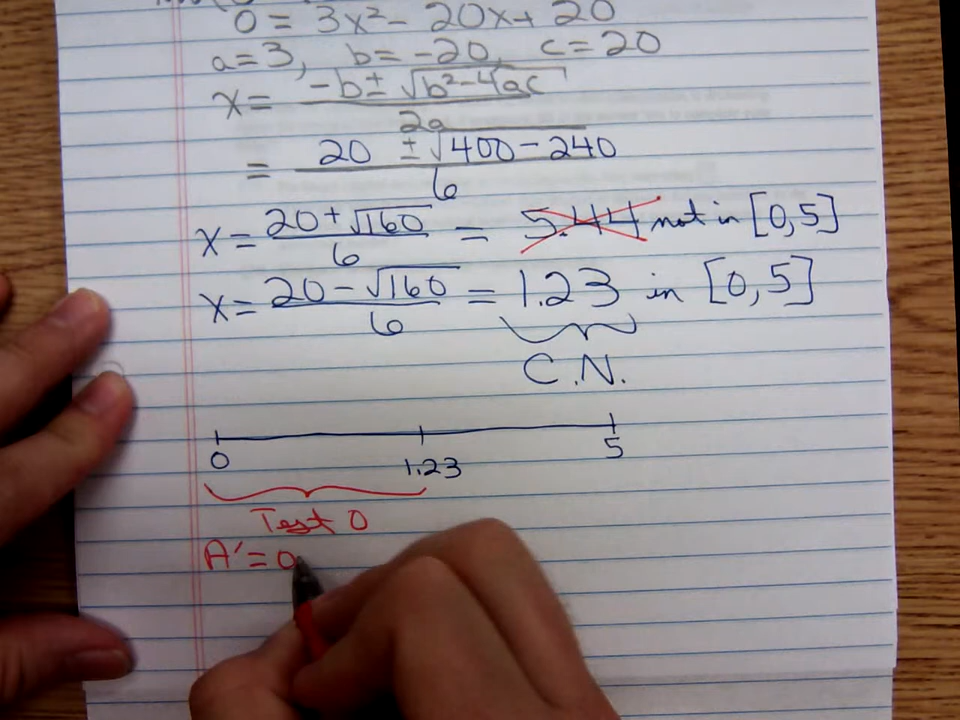 0 = 3x² - 20x + 20
a = 3, b = -20, c = 20
x = -b ± √b² - 4ac / 2a
= 20 ± √400 - 240 / 6
x = 20 + √160 / 6 = 5.44 not in [0, 5]
x = 20 - √160 / 6 = 1.23 in [0, 5]
C.N.
0 1.23 5
Test 0
A' = 0